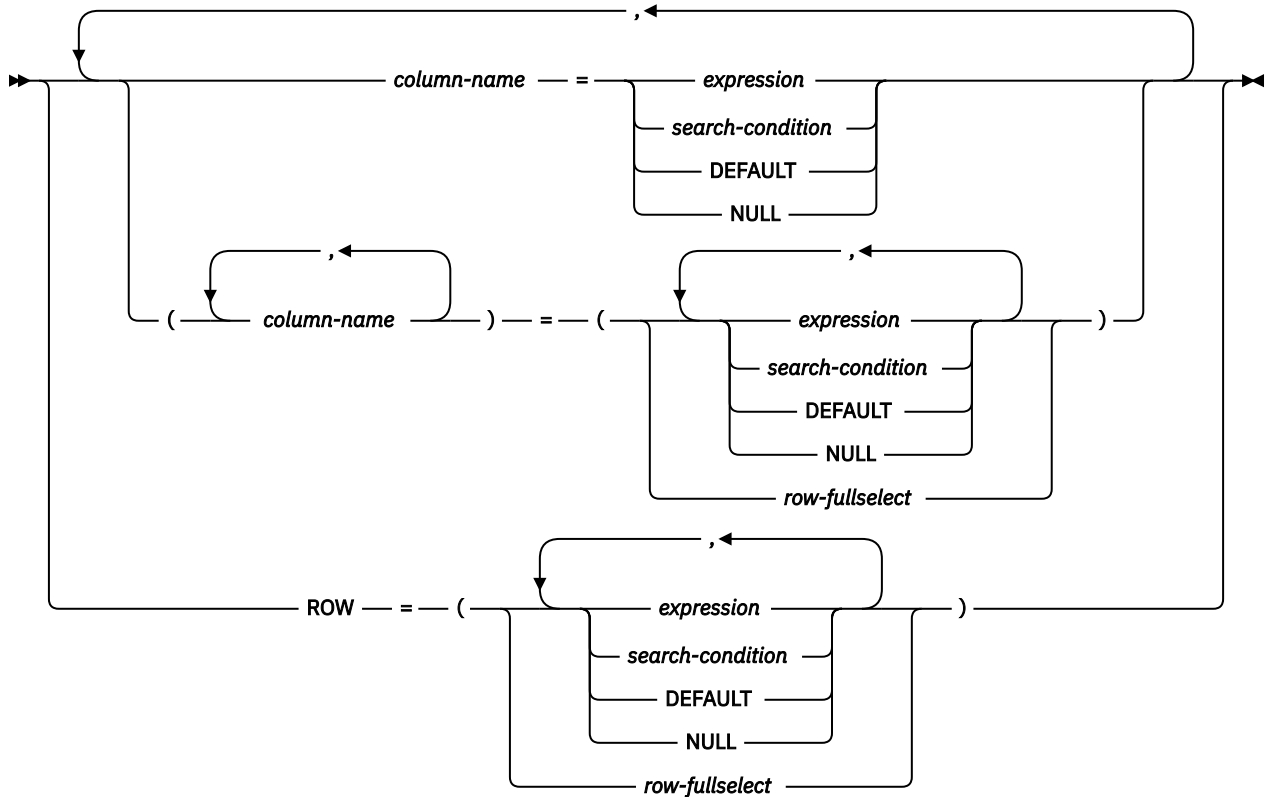 ,
column-name = expression
search-condition
DEFAULT
NULL
, ,
( column-name ) = ( expression )
search-condition
DEFAULT
NULL
row-fullselect
,
ROW = ( expression )
search-condition
DEFAULT
NULL
row-fullselect